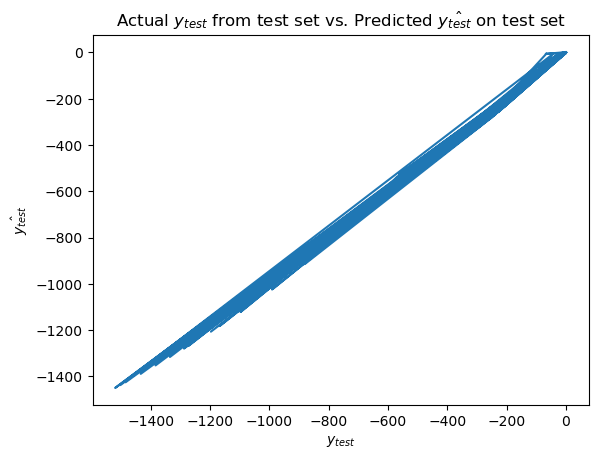 Actual y_test from test set vs. Predicted ŷ_test on test set
0
−200
−400
−600
−800
−1000
−1200
−1400
ŷ_test
−1400 −1200 −1000 −800 −600 −400 −200 0
y_test